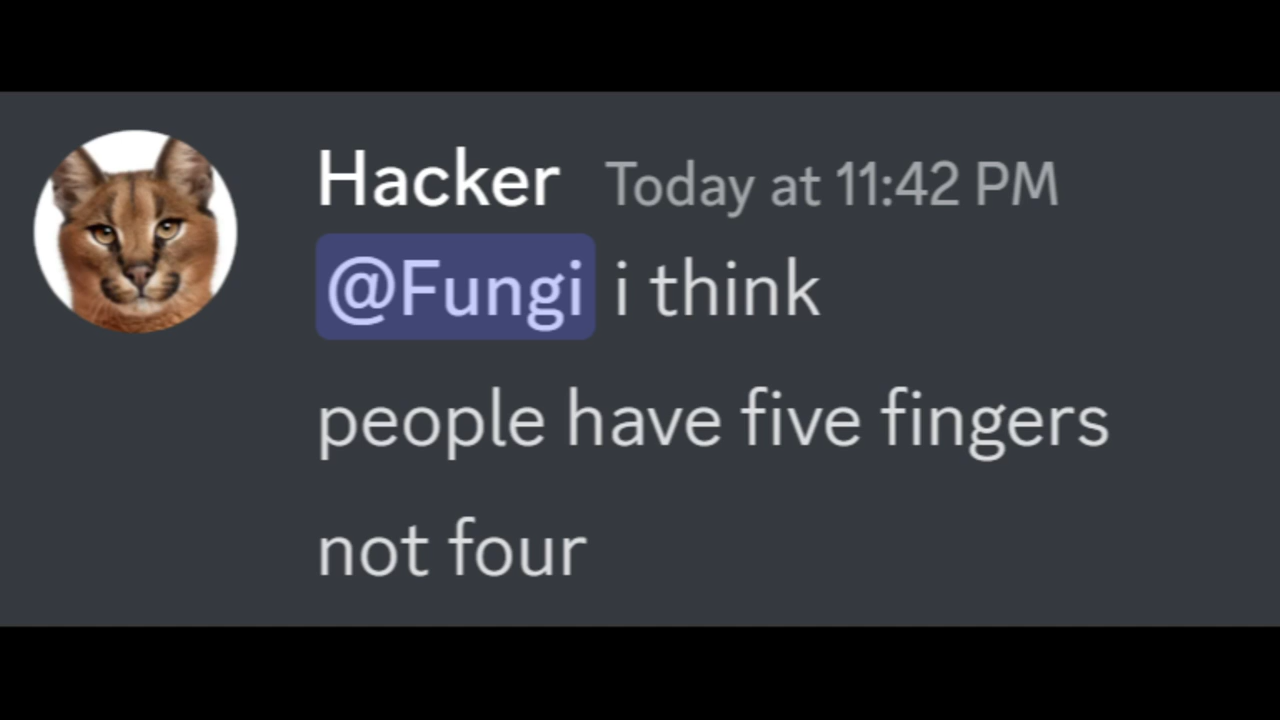 Hacker Today at 11:42 PM
@Fungi i think
people have five fingers
not four